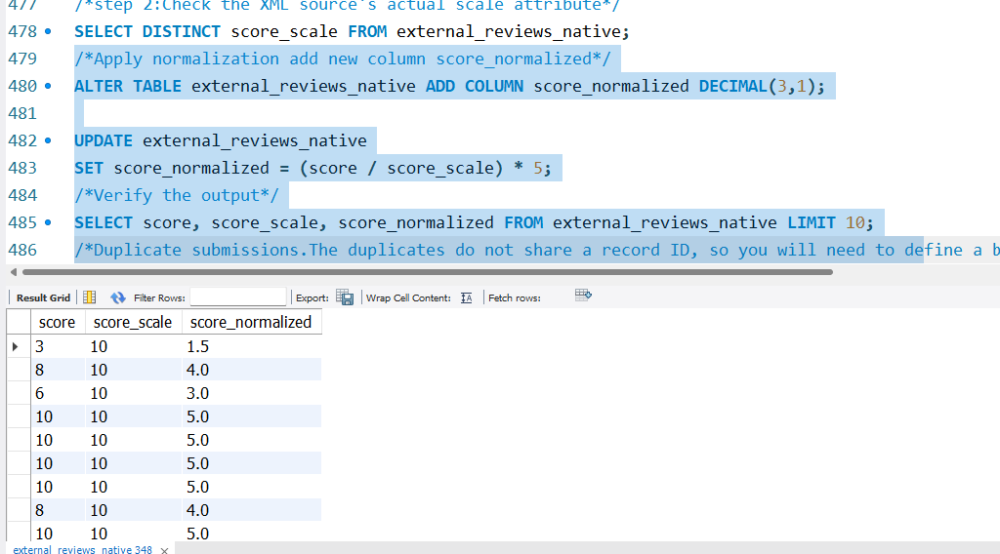 477 /*step 2:Check the XML source's actual scale attribute*/
478 SELECT DISTINCT score_scale FROM external_reviews_native;
479 /*Apply normalization add new column score_normalized*/
480 ALTER TABLE external_reviews_native ADD COLUMN score_normalized DECIMAL(3,1);
481
482 UPDATE external_reviews_native
483 SET score_normalized = (score / score_scale) * 5;
484 /*Verify the output*/
485 SELECT score, score_scale, score_normalized FROM external_reviews_native LIMIT 10;
486 /*Duplicate submissions.The duplicates do not share a record ID, so you will need to define a b
Result Grid Filter Rows: Export: Wrap Cell Content: IA Fetch rows:
score score_scale score_normalized
3 10 1.5
8 10 4.0
6 10 3.0
10 10 5.0
10 10 5.0
10 10 5.0
10 10 5.0
8 10 4.0
10 10 5.0
external_reviews_native 348 ×